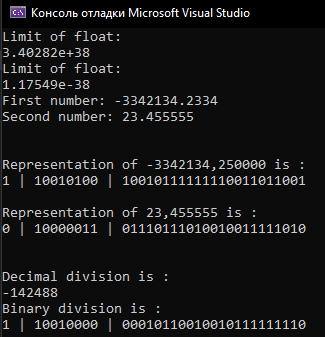 Консоль отладки Microsoft Visual Studio
Limit of float:
3.40282e+38
Limit of float:
1.17549e-38
First number: -3342134.2334
Second number: 23.455555
Representation of -3342134,250000 is :
1 | 10010100 | 10010111111110011011001
Representation of 23,455555 is :
0 | 10000011 | 01110111010010011111010
Decimal division is :
-142488
Binary division is :
1 | 10010000 | 00010110010010111111110